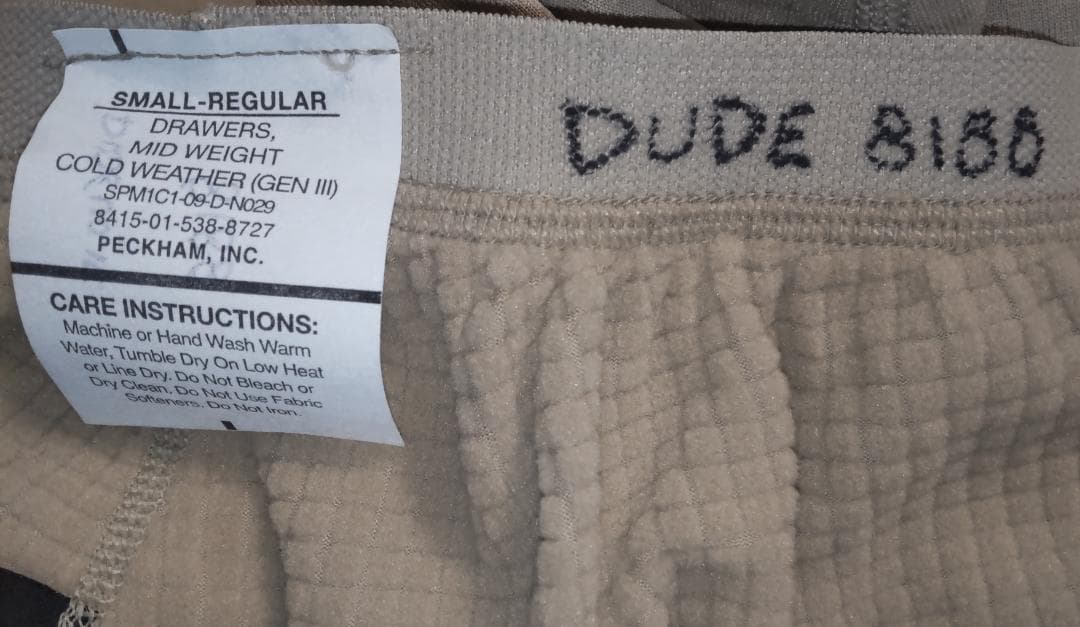 SMALL-REGULAR
DRAWERS,
MID WEIGHT
COLD WEATHER (GEN III)
SPM1C1-09-D-N029
8415-01-538-8727
PECKHAM, INC.
CARE INSTRUCTIONS:
Machine or Hand Wash Warm
Water, Tumble Dry On Low Heat
or Line Dry. Do Not Bleach or
Dry Clean. Do Not Use Fabric
Softeners. Do Not Iron.
DUDE 8188